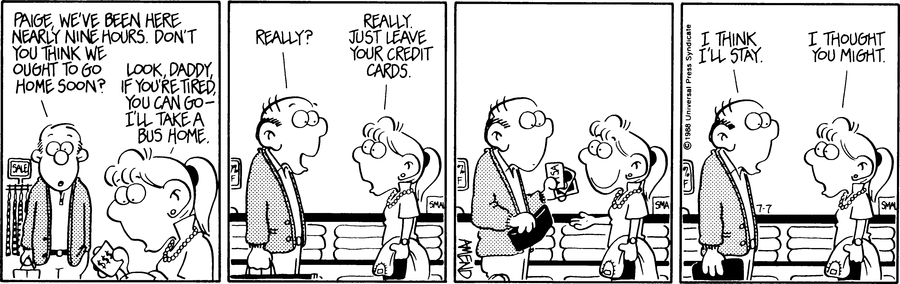 PAIGE, WE'VE BEEN HERE
NEARLY NINE HOURS. DON'T
YOU THINK WE
OUGHT TO GO
HOME SOON?
LOOK, DADDY,
IF YOU'RE TIRED,
YOU CAN GO—
I'LL TAKE A
BUS HOME.
SALE
$$$
REALLY?
REALLY.
JUST LEAVE
YOUR CREDIT
CARDS.
SMAL
AMEND
SMA
I THINK
I'LL STAY.
I THOUGHT
YOU MIGHT.
© 1988 Universal Press Syndicate
7-7
SMAL